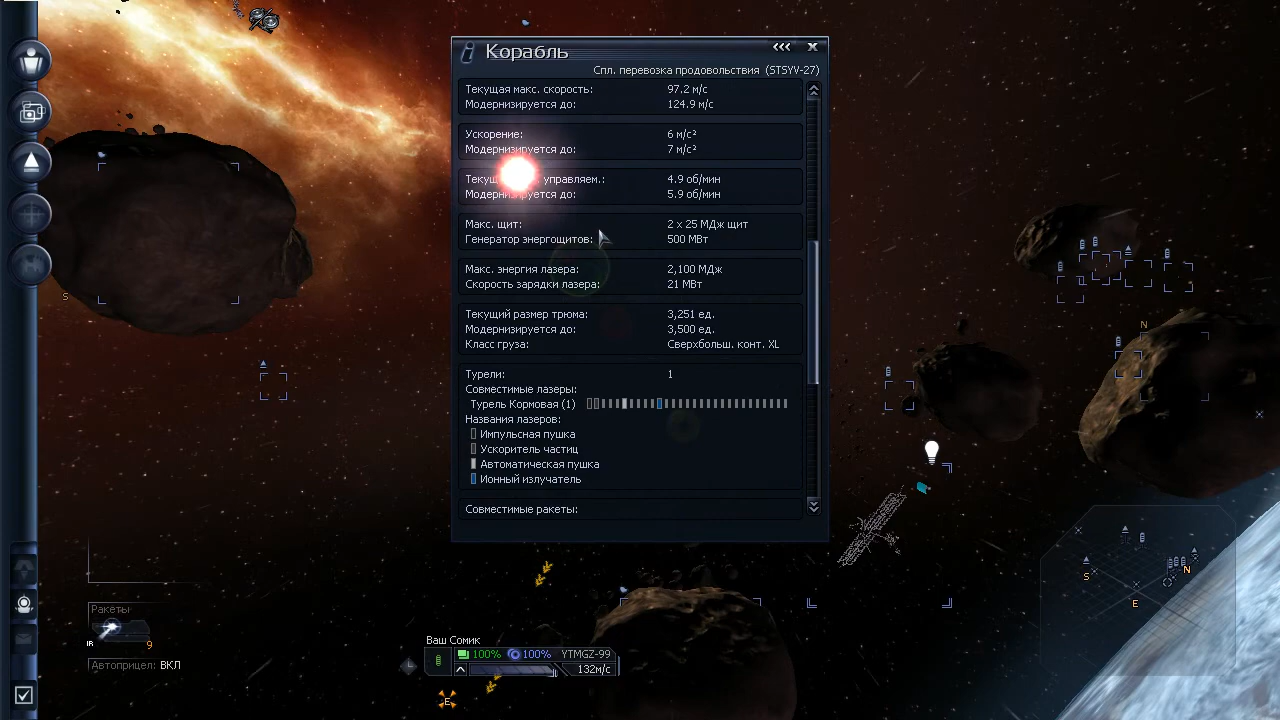 Корабль
Спл. перевозка продовольствия (STSYV-27)
Текущая макс. скорость: 97.2 м/с
Модернизируется до: 124.9 м/с
Ускорение: 6 м/с²
Модернизируется до: 7 м/с²
управляем.: 4.9 об/мин
Модернизируется до: 5.9 об/мин
Макс. щит: 2 x 25 МДж щит
Генератор энергощитов: 500 МВт
Макс. энергия лазера: 2,100 МДж
Скорость зарядки лазера: 21 МВт
Текущий размер трюма: 3,251 ед.
Модернизируется до: 3,500 ед.
Класс груза: Сверхбольш. конт. XL
Турели: 1
Совместимые лазеры:
Турель Кормовая (1)
Названия лазеров:
Импульсная пушка
Ускоритель частиц
Автоматическая пушка
Ионный излучатель
Совместимые ракеты:
S
N
Ракеты
IR 9
Автоприцел: ВКЛ
Ваш Сомик
100% 100% YTMGZ-99
132м/с
E
S
N
E